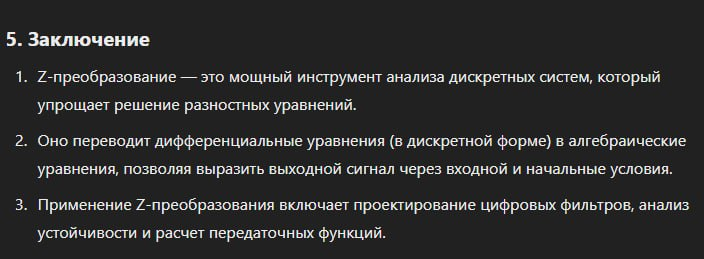 5. Заключение
1. Z-преобразование — это мощный инструмент анализа дискретных систем, который
упрощает решение разностных уравнений.
2. Оно переводит дифференциальные уравнения (в дискретной форме) в алгебраические
уравнения, позволяя выразить выходной сигнал через входной и начальные условия.
3. Применение Z-преобразования включает проектирование цифровых фильтров, анализ
устойчивости и расчет передаточных функций.